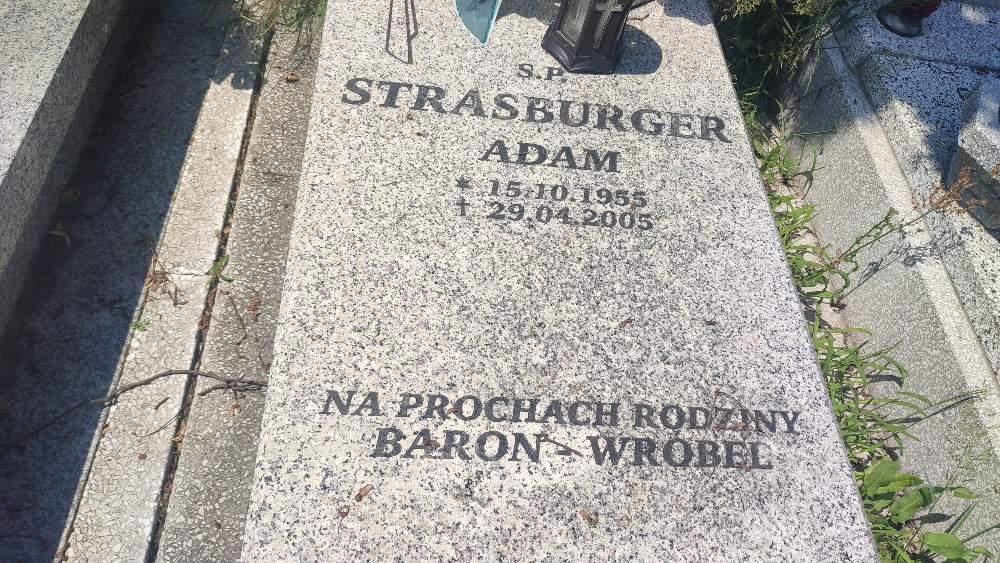 S.P
STRASBURGER
ADAM
* 15.10.1955
† 29.04.2005
NA PROCHACH RODZINY
BARON - WRÓBEL